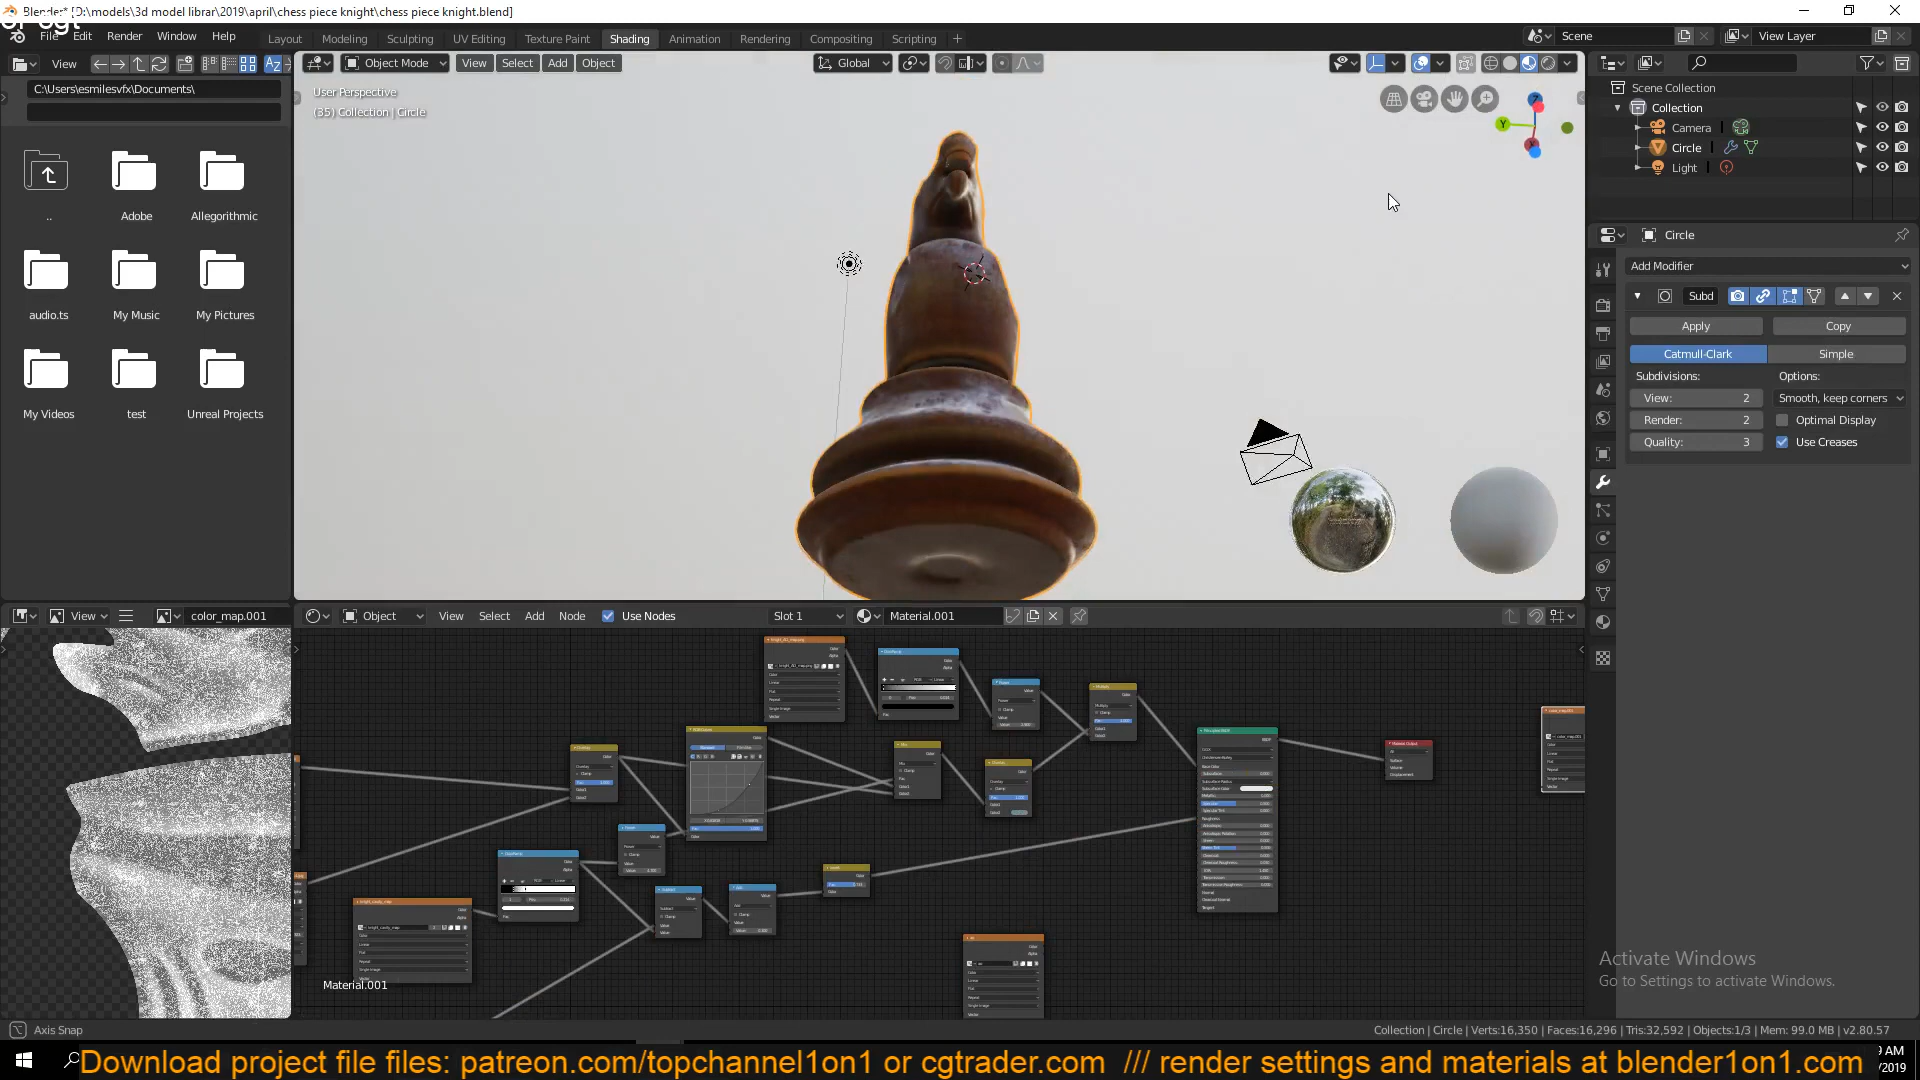 Blender* [D:\models\3d model librar\2019\april\chess piece knight\chess piece knight.blend]
File Edit Render Window Help
Layout Modeling Sculpting UV Editing Texture Paint Shading Animation Rendering Compositing Scripting +
Scene
View Layer
View
Object Mode View Select Add Object
Global
C:\Users\esmilesvfx\Documents\
User Perspective
(35) Collection | Circle
..
Adobe
Allegorithmic
audio.ts
My Music
My Pictures
My Videos
test
Unreal Projects
Scene Collection
Collection
Camera
Circle
Light
Circle
Add Modifier
Subd
Apply
Copy
Catmull-Clark
Simple
Subdivisions:
Options:
View: 2
Smooth, keep corners
Render: 2
Optimal Display
Quality: 3
Use Creases
View
color_map.001
Object View Select Add Node Use Nodes
Slot 1
Material.001
Material.001
Activate Windows
Go to Settings to activate Windows.
Axis Snap
Collection | Circle | Verts:16,350 | Faces:16,296 | Tris:32,592 | Objects:1/3 | Mem: 99.0 MB | v2.80.57
Download project file files: patreon.com/topchannel1on1 or cgtrader.com /// render settings and materials at blender1on1.com
9 AM
/2019